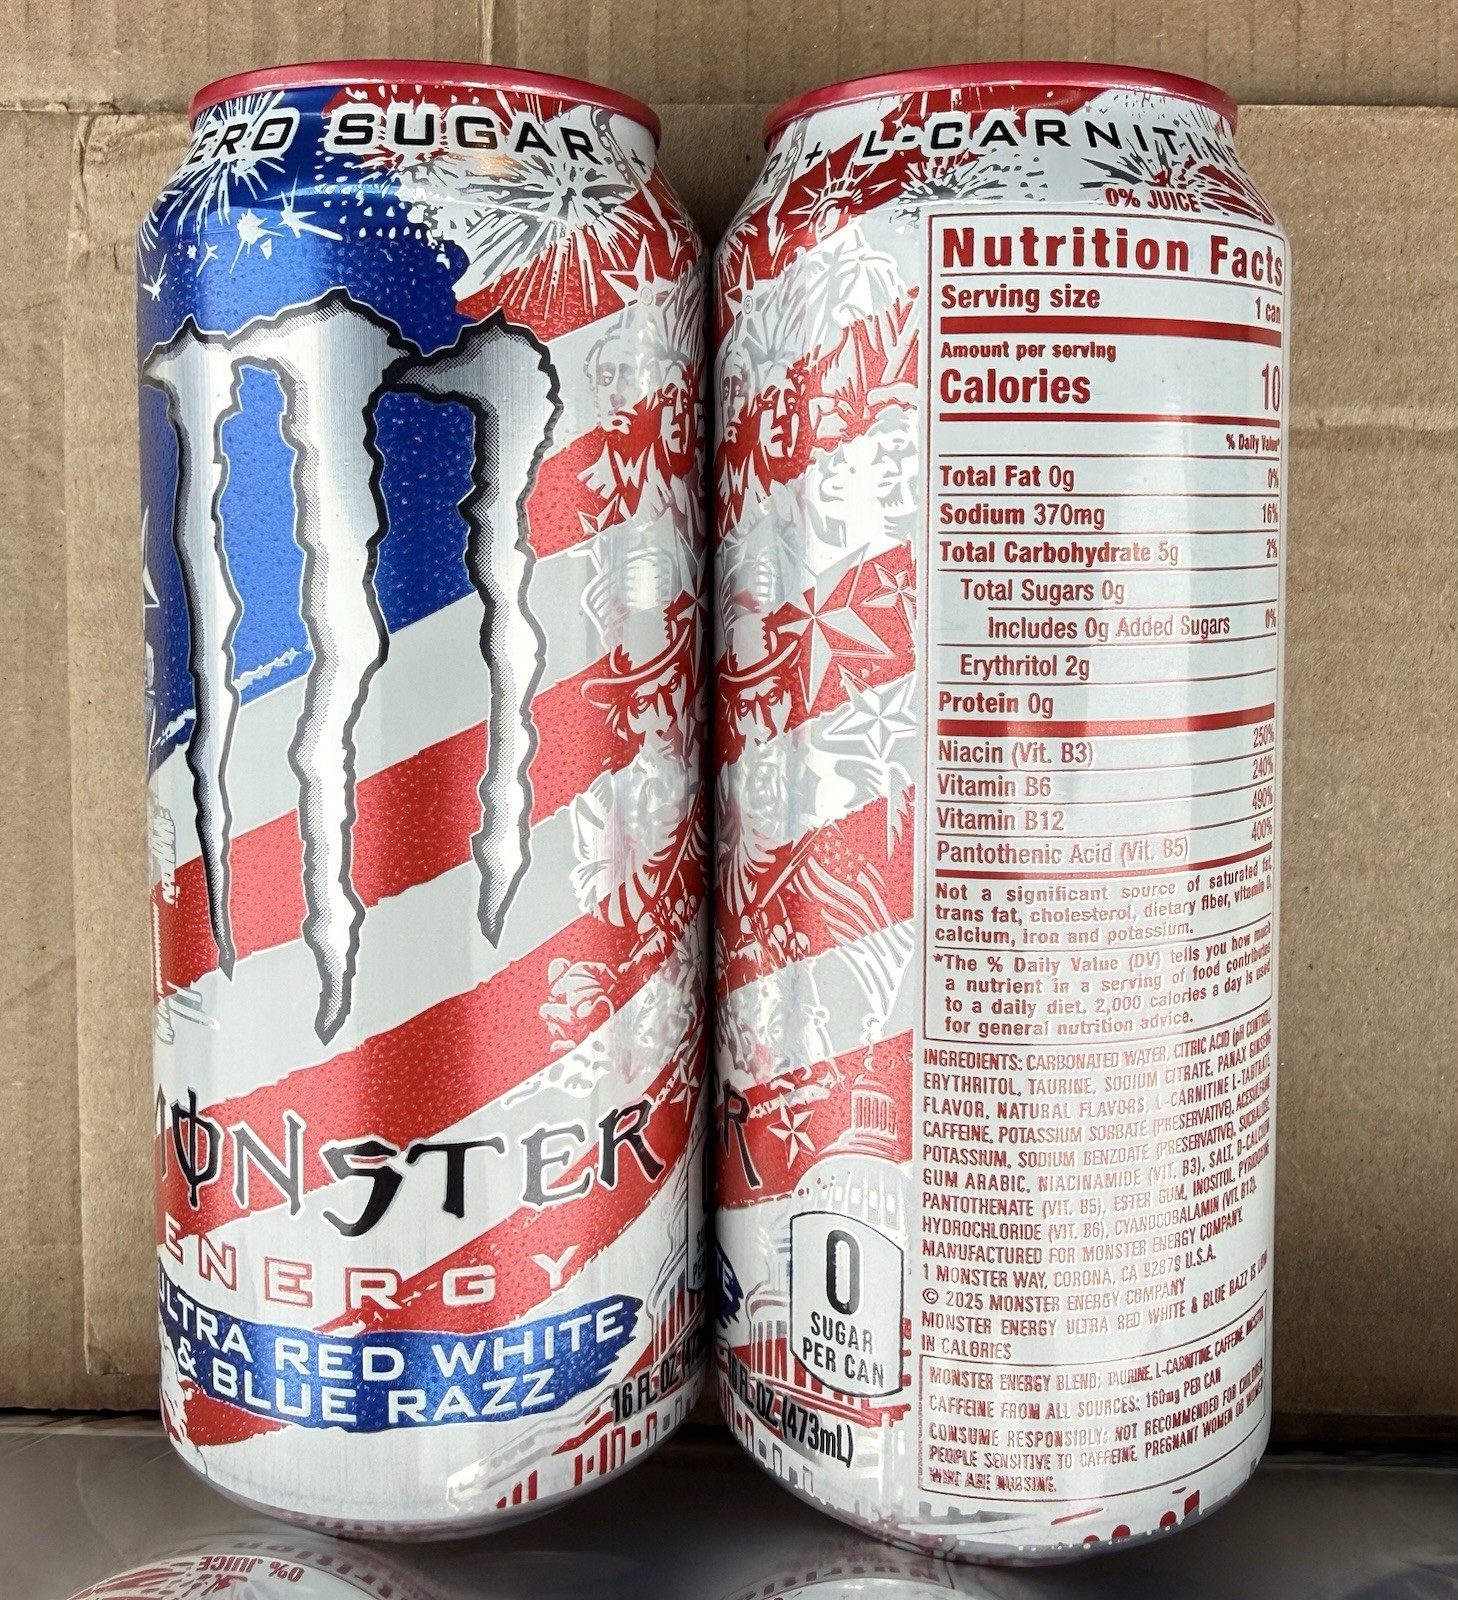 ERO SUGAR +
MONSTER
ENERGY
ULTRA RED WHITE
& BLUE RAZZ
16 FL. OZ.
R + L-CARNITIN
0% JUICE
Nutrition Facts
Serving size 1 can
Amount per serving
Calories 10
% Daily Value*
Total Fat 0g 0%
Sodium 370mg 16%
Total Carbohydrate 5g 2%
Total Sugars 0g
Includes 0g Added Sugars 0%
Erythritol 2g
Protein 0g
Niacin (Vit. B3) 250%
Vitamin B6 240%
Vitamin B12 490%
Pantothenic Acid (Vit. B5) 400%
Not a significant source of saturated fat,
trans fat, cholesterol, dietary fiber, vitamin D,
calcium, iron and potassium.
*The % Daily Value (DV) tells you how much
a nutrient in a serving of food contributes
to a daily diet. 2,000 calories a day is used
for general nutrition advice.
INGREDIENTS: CARBONATED WATER, CITRIC ACID (pH CONTROL),
ERYTHRITOL, TAURINE, SODIUM CITRATE, PANAX GINSENG
FLAVOR, NATURAL FLAVORS, L-CARNITINE L-TARTRATE,
CAFFEINE, POTASSIUM SORBATE (PRESERVATIVE), ACESULFAME
POTASSIUM, SODIUM BENZOATE (PRESERVATIVE), SUCRALOSE,
GUM ARABIC, NIACINAMIDE (VIT. B3), SALT, D-CALCIUM
PANTOTHENATE (VIT. B5), ESTER GUM, INOSITOL, PYRIDOXINE
HYDROCHLORIDE (VIT. B6), CYANOCOBALAMIN (VIT. B12).
MANUFACTURED FOR MONSTER ENERGY COMPANY.
1 MONSTER WAY, CORONA, CA 92879 U.S.A.
© 2025 MONSTER ENERGY COMPANY
MONSTER ENERGY ULTRA RED WHITE & BLUE RAZZ IS LOW
IN CALORIES
MONSTER ENERGY BLEND: TAURINE, L-CARNITINE, CAFFEINE, INOSITOL
CAFFEINE FROM ALL SOURCES: 160mg PER CAN
CONSUME RESPONSIBLY: NOT RECOMMENDED FOR CHILDREN,
PEOPLE SENSITIVE TO CAFFEINE, PREGNANT WOMEN OR WOMEN
WHO ARE NURSING.
ER
0
SUGAR
PER CAN
16 FL. OZ. (473mL)
0% JUICE